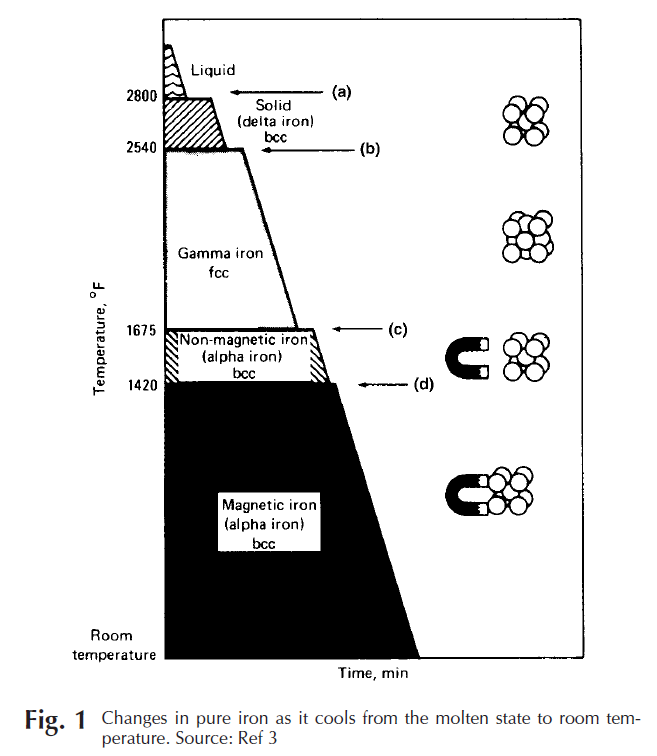 Liquid
2800
(a)
Solid
(delta iron)
bcc
2540
(b)
Gamma iron
fcc
Temperature, °F
1675
(c)
Non-magnetic iron
(alpha iron)
bcc
1420
(d)
Magnetic iron
(alpha iron)
bcc
Room
temperature
Time, min
Fig. 1 Changes in pure iron as it cools from the molten state to room tem-
perature. Source: Ref 3